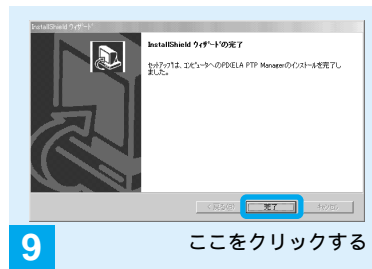 InstallShield ウィザード
InstallShield ウィザードの完了
セットアップは、コンピュータへのPIXELA PTP Managerのインストールを完了し
ました。
< 戻る(B)
完了
キャンセル
9
ここをクリックする